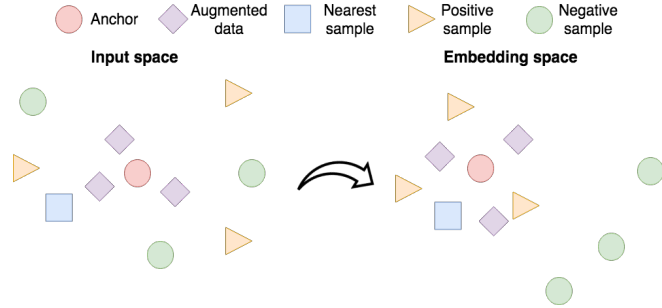 Anchor
Augmented
data
Nearest
sample
Positive
sample
Negative
sample
Input space
Embedding space